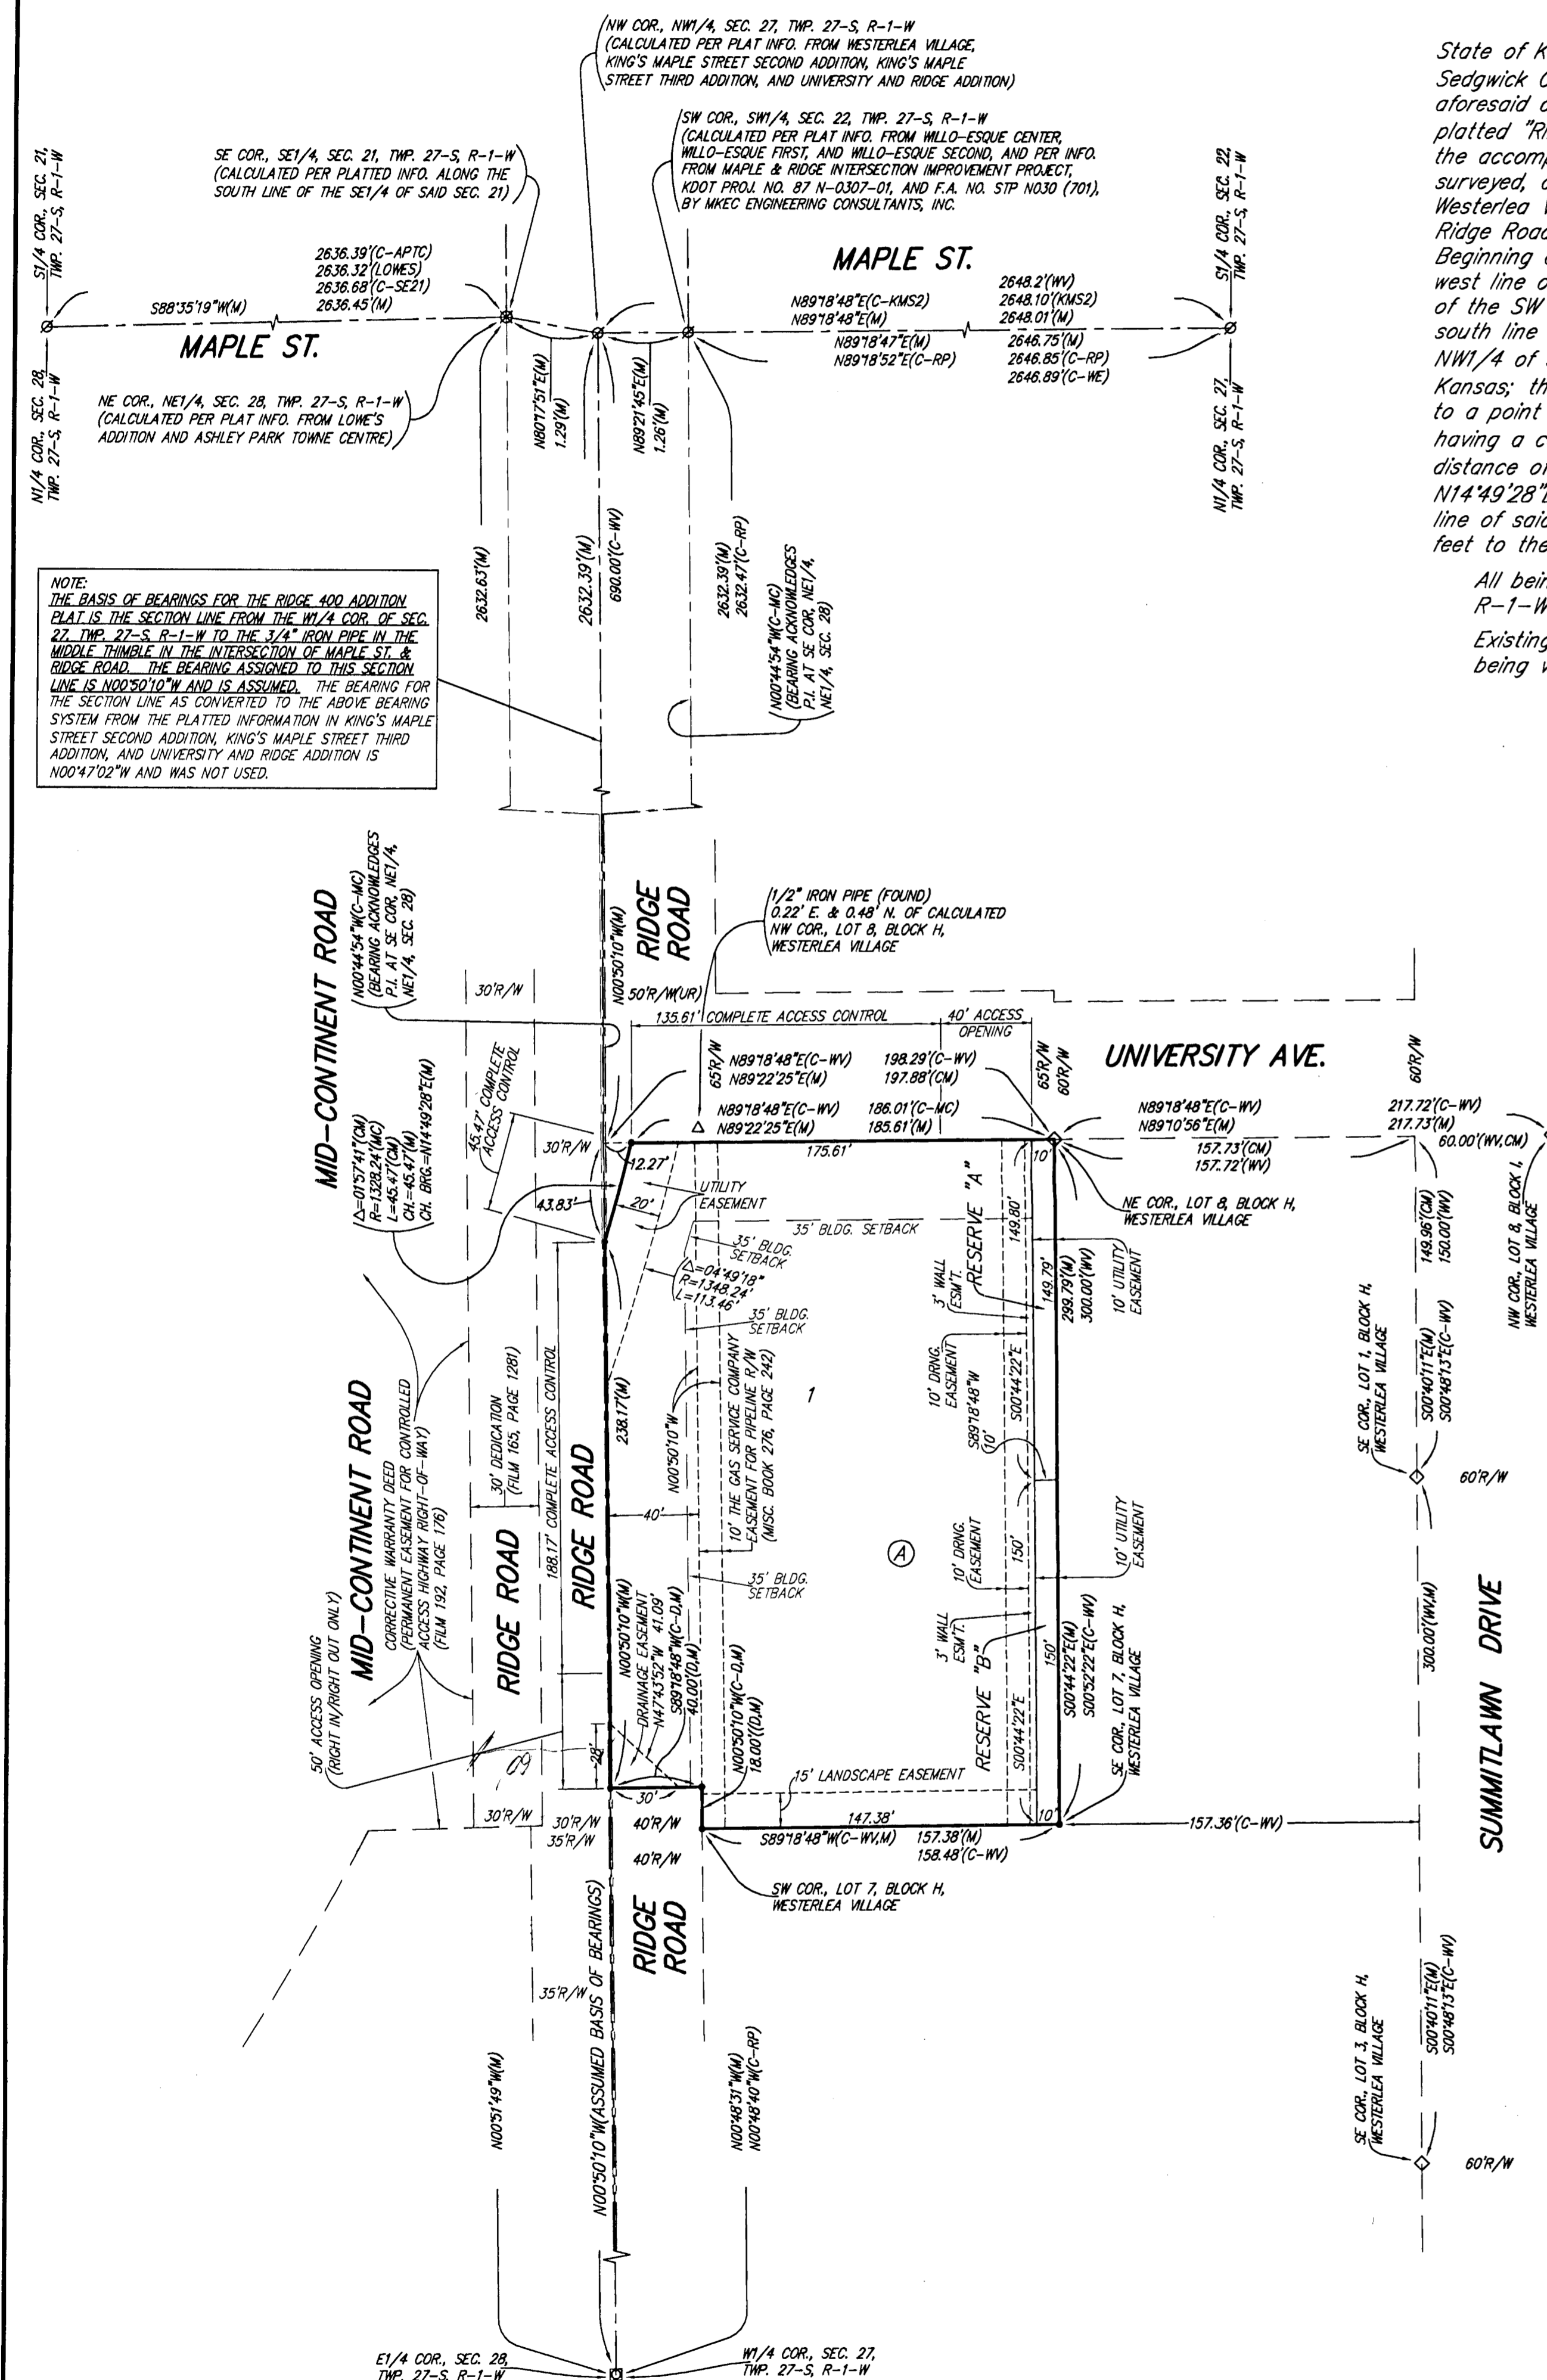 NW COR., NW1/4, SEC. 27, TWP. 27-S, R-1-W
(CALCULATED PER PLAT INFO. FROM WESTERLEA VILLAGE,
KING'S MAPLE STREET SECOND ADDITION, KING'S MAPLE
STREET THIRD ADDITION, AND UNIVERSITY AND RIDGE ADDITION)
SW COR., SW1/4, SEC. 22, TWP. 27-S, R-1-W
(CALCULATED PER PLAT INFO. FROM WILLO-ESQUE CENTER,
WILLO-ESQUE FIRST, AND WILLO-ESQUE SECOND, AND PER INFO.
FROM MAPLE & RIDGE INTERSECTION IMPROVEMENT PROJECT,
KDOT PROJ. NO. 87 N-0307-01, AND F.A. NO. STP N030 (701),
BY MKEC ENGINEERING CONSULTANTS, INC.
SE COR., SE1/4, SEC. 21, TWP. 27-S, R-1-W
(CALCULATED PER PLATTED INFO. ALONG THE
SOUTH LINE OF THE SE1/4 OF SAID SEC. 21)
S1/4 COR., SEC. 21,
TWP. 27-S, R-1-W
N1/4 COR., SEC. 28,
TWP. 27-S, R-1-W
S88°35'19"W(M)
2636.39'(C-APTC)
2636.32'(LOWES)
2636.68'(C-SE21)
2636.45'(M)
MAPLE ST.
MAPLE ST.
N89°18'48"E(C-KMS2)
N89°18'48"E(M)
2648.2'(WV)
2648.10'(KMS2)
2648.01'(M)
N89°18'47"E(M)
N89°18'52"E(C-RP)
2646.75'(M)
2646.85'(C-RP)
2646.89'(C-WE)
S1/4 COR., SEC. 22,
TWP. 27-S, R-1-W
N1/4 COR., SEC. 27,
TWP. 27-S, R-1-W
NE COR., NE1/4, SEC. 28, TWP. 27-S, R-1-W
(CALCULATED PER PLAT INFO. FROM LOWE'S
ADDITION AND ASHLEY PARK TOWNE CENTRE)
N80°17'51"E(M)
1.29'(M)
N89°21'45"E(M)
1.26'(M)
2632.63'(M)
2632.39'(M)
690.00'(C-WV)
2632.39'(M)
2632.47'(C-RP)
N00°44'54"W(C-MC)
(BEARING ACKNOWLEDGES
P.I. AT SE COR, NE1/4,
NE1/4, SEC. 28)
NOTE:
THE BASIS OF BEARINGS FOR THE RIDGE 400 ADDITION
PLAT IS THE SECTION LINE FROM THE W1/4 COR. OF SEC.
27, TWP. 27-S, R-1-W TO THE 3/4" IRON PIPE IN THE
MIDDLE THIMBLE IN THE INTERSECTION OF MAPLE ST. &
RIDGE ROAD. THE BEARING ASSIGNED TO THIS SECTION
LINE IS N00°50'10"W AND IS ASSUMED. THE BEARING FOR
THE SECTION LINE AS CONVERTED TO THE ABOVE BEARING
SYSTEM FROM THE PLATTED INFORMATION IN KING'S MAPLE
STREET SECOND ADDITION, KING'S MAPLE STREET THIRD
ADDITION, AND UNIVERSITY AND RIDGE ADDITION IS
N00°47'02"W AND WAS NOT USED.
State of K
Sedgwick C
aforesaid
platted "RI
the accomp
surveyed,
Westerlea
Ridge Road
Beginning
west line
of the SW
south line
NW1/4 of
Kansas; th
to a point
having a c
distance of
N14°49'28"E
line of said
feet to the
All bein
R-1-W
Existing
being v
MID-CONTINENT ROAD
N00°44'54"W(C-MC)
(BEARING ACKNOWLEDGES
P.I. AT SE COR, NE1/4,
NE1/4, SEC. 28)
Δ=01°57'41"(CM)
R=1328.24'(MC)
L=45.47'(CM)
CH.=45.47'(M)
CH. BRG.=N14°49'28"E(M)
30'R/W
45.47' COMPLETE
ACCESS CONTROL
30'R/W
N00°50'10"W(M)
RIDGE
ROAD
50'R/W(UR)
1/2" IRON PIPE (FOUND)
0.22' E. & 0.48' N. OF CALCULATED
NW COR., LOT 8, BLOCK H,
WESTERLEA VILLAGE
135.61' COMPLETE ACCESS CONTROL
40' ACCESS
OPENING
65'R/W
N89°18'48"E(C-WV) 198.29'(C-WV)
N89°22'25"E(M) 197.88'(CM)
N89°18'48"E(C-WV) 186.01'(C-MC)
N89°22'25"E(M) 185.61'(M)
65'R/W
60'R/W
UNIVERSITY AVE.
60'R/W
N89°18'48"E(C-WV)
N89°10'56"E(M)
217.72'(C-WV)
217.73'(M)
157.73'(CM)
157.72'(WV)
60.00'(WV,CM)
NE COR., LOT 8, BLOCK H,
WESTERLEA VILLAGE
NW COR., LOT 8, BLOCK I,
WESTERLEA VILLAGE
175.61'
10'
12.27'
43.83'
20'
UTILITY
EASEMENT
35' BLDG.
SETBACK
35' BLDG. SETBACK
Δ=04°49'18"
R=1348.24'
L=113.46'
35' BLDG.
SETBACK
N00°50'10"W
10' THE GAS SERVICE COMPANY
EASEMENT FOR PIPELINE R/W
(MISC. BOOK 276, PAGE 242)
1
A
RESERVE "A"
3' WALL
ESM'T.
149.80'
149.79'
299.79'(M)
300.00'(WV)
10' UTILITY
EASEMENT
10' DRNG.
EASEMENT
S00°44'22"E
S89°18'48"W
10'
149.96'(CM)
150.00'(WV)
S00°40'11"E(M)
S00°48'13"E(C-WV)
SE COR., LOT 1, BLOCK H,
WESTERLEA VILLAGE
60'R/W
238.17'(M)
188.17' COMPLETE ACCESS CONTROL
RIDGE ROAD
30' DEDICATION
(FILM 165, PAGE 1281)
RIDGE ROAD
MID-CONTINENT ROAD
CORRECTIVE WARRANTY DEED
(PERMANENT EASEMENT FOR CONTROLLED
ACCESS HIGHWAY RIGHT-OF-WAY)
(FILM 192, PAGE 176)
50' ACCESS OPENING
(RIGHT IN/RIGHT OUT ONLY)
40'
35' BLDG.
SETBACK
N00°50'10"W(M)
DRAINAGE EASEMENT
N47°43'52"W 41.09'
S89°18'48"W(C-D,M)
40.00'(D,M)
N00°50'10"W(C-D,M)
18.00'((D,M)
28'
30'
60
10' DRNG.
EASEMENT
150'
3' WALL
ESM'T.
RESERVE "B"
S00°44'22"E
150'
10' UTILITY
EASEMENT
S00°44'22"E(M)
S00°52'22"E(C-WV)
SE COR., LOT 7, BLOCK H,
WESTERLEA VILLAGE
15' LANDSCAPE EASEMENT
147.38'
10'
S89°18'48"W(C-WV,M) 157.38'(M)
158.48'(C-WV)
157.36'(C-WV)
300.00'(WV,M)
SUMMITLAWN DRIVE
30'R/W
30'R/W
35'R/W
40'R/W
40'R/W
SW COR., LOT 7, BLOCK H,
WESTERLEA VILLAGE
RIDGE
ROAD
35'R/W
N00°50'10"W(ASSUMED BASIS OF BEARINGS)
N00°51'49"W(M)
N00°48'31"W(M)
N00°48'40"W(C-RP)
S00°40'11"E(M)
S00°48'13"E(C-WV)
SE COR., LOT 3, BLOCK H,
WESTERLEA VILLAGE
60'R/W
E1/4 COR., SEC. 28,
TWP. 27-S, R-1-W
W1/4 COR., SEC. 27,
TWP. 27-S, R-1-W